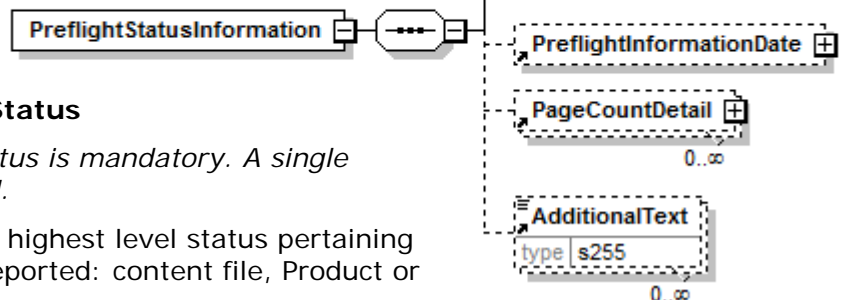 PreflightStatusInformation
PreflightInformationDate
Status
PageCountDetail
tus is mandatory. A single
0..∞
highest level status pertaining
AdditionalText
type s255
eported: content file, Product or
0..∞